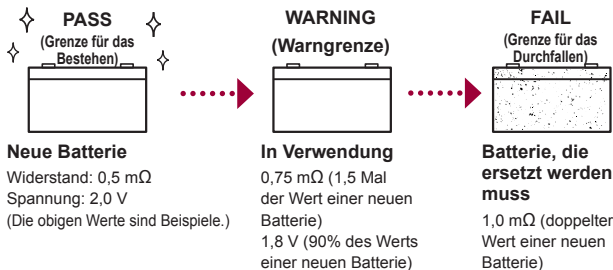 PASS
(Grenze für das
Bestehen)
Neue Batterie
Widerstand: 0,5 mΩ
Spannung: 2,0 V
(Die obigen Werte sind Beispiele.)
WARNING
(Warngrenze)
In Verwendung
0,75 mΩ (1,5 Mal
der Wert einer neuen
Batterie)
1,8 V (90% des Werts
einer neuen Batterie)
FAIL
(Grenze für das
Durchfallen)
Batterie, die
ersetzt werden
muss
1,0 mΩ (doppelter
Wert einer neuen
Batterie)